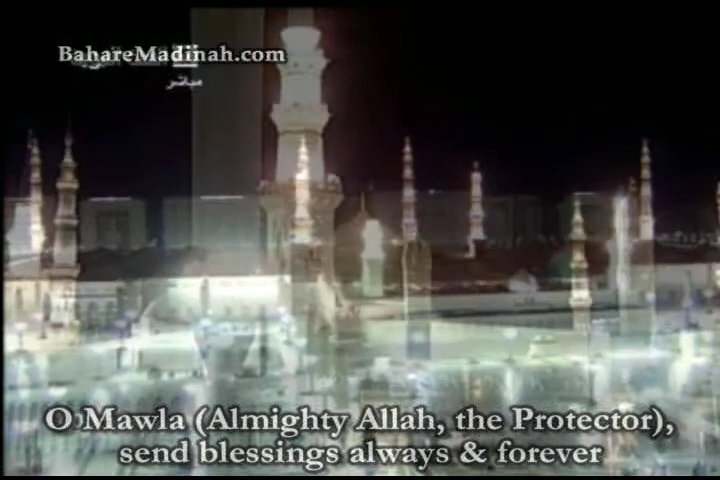 BahareMadinah.com
مباشر
O Mawla (Almighty Allah, the Protector),
send blessings always & forever